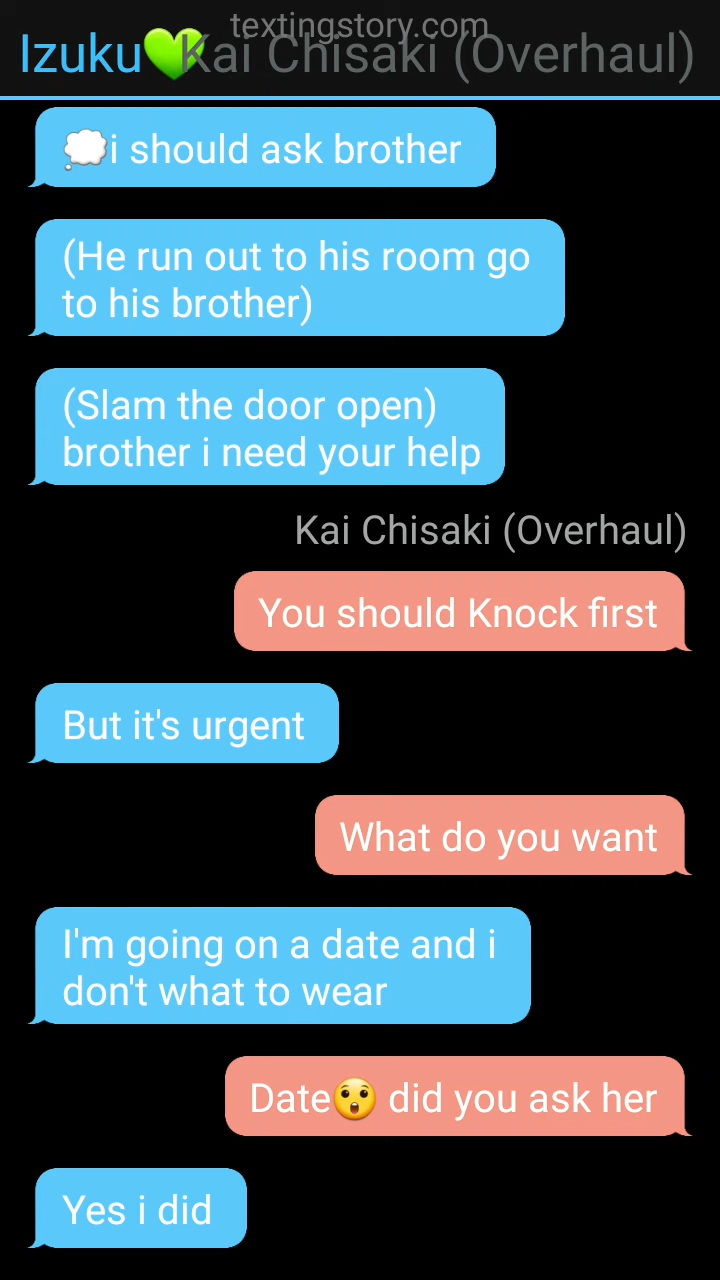 textingstory.com
Izuku💚Kai Chisaki (Overhaul)
💭i should ask brother
(He run out to his room go
to his brother)
(Slam the door open)
brother i need your help
Kai Chisaki (Overhaul)
You should Knock first
But it's urgent
What do you want
I'm going on a date and i
don't what to wear
Date😲 did you ask her
Yes i did